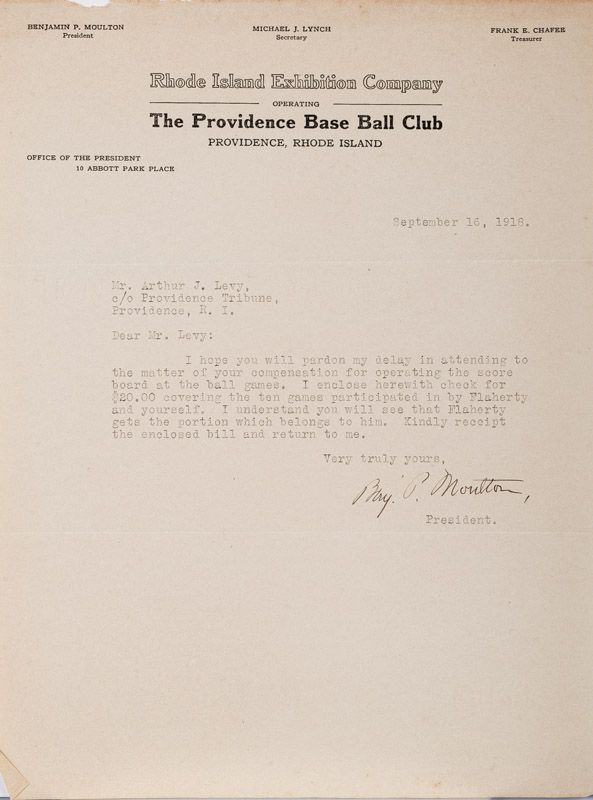 BENJAMIN P. MOULTON
President
MICHAEL J. LYNCH
Secretary
FRANK E. CHAFEE
Treasurer
Rhode Island Exhibition Company
OPERATING
The Providence Base Ball Club
PROVIDENCE, RHODE ISLAND
OFFICE OF THE PRESIDENT
10 ABBOTT PARK PLACE
September 16, 1918.
Mr. Arthur J. Levy,
c/o Providence Tribune,
Providence, R. I.
Dear Mr. Levy:
I hope you will pardon my delay in attending to
the matter of your compensation for operating the score
board at the ball games. I enclose herewith check for
$20.00 covering the ten games participated in by Flaherty
and yourself. I understand you will see that Flaherty
gets the portion which belongs to him. Kindly receipt
the enclosed bill and return to me.
Very truly yours,
Benj. P. Moulton,
President.